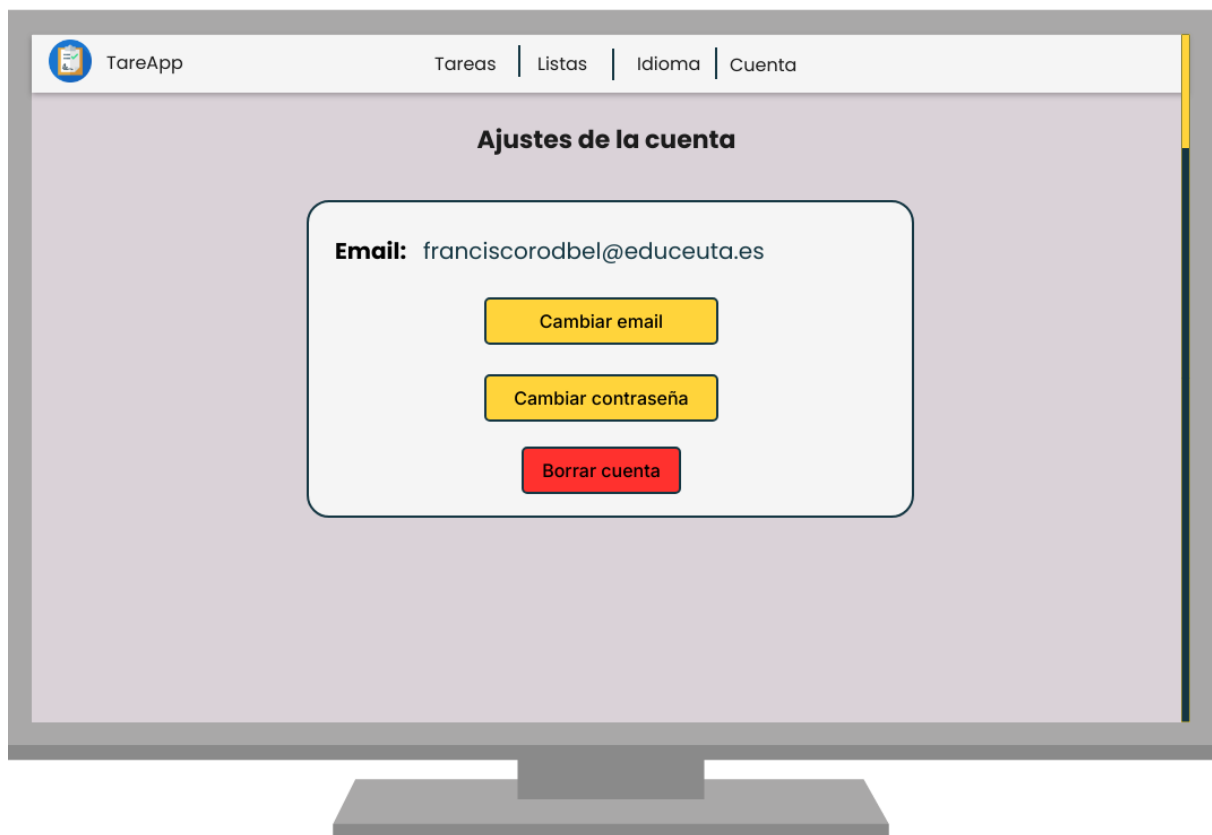 TareApp
Tareas | Listas | Idioma | Cuenta
Ajustes de la cuenta
Email: franciscorodbel@educeuta.es
Cambiar email
Cambiar contraseña
Borrar cuenta